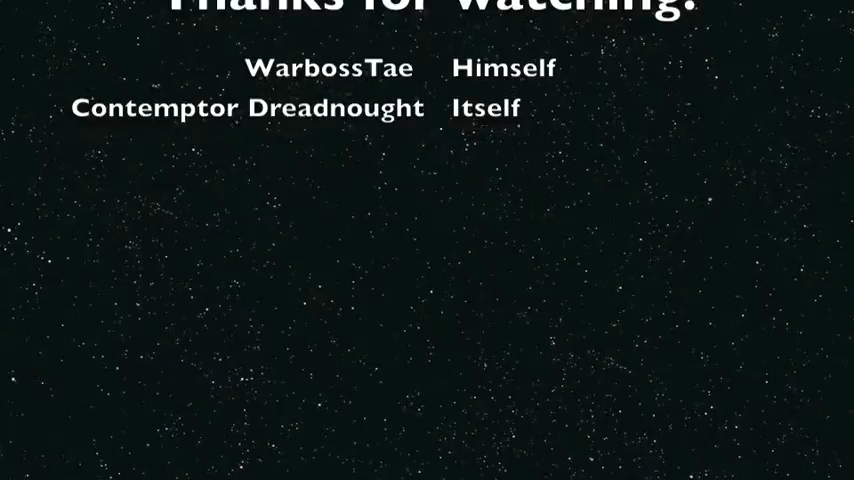 Thanks for watching!
WarbossTae Himself
Contemptor Dreadnought Itself